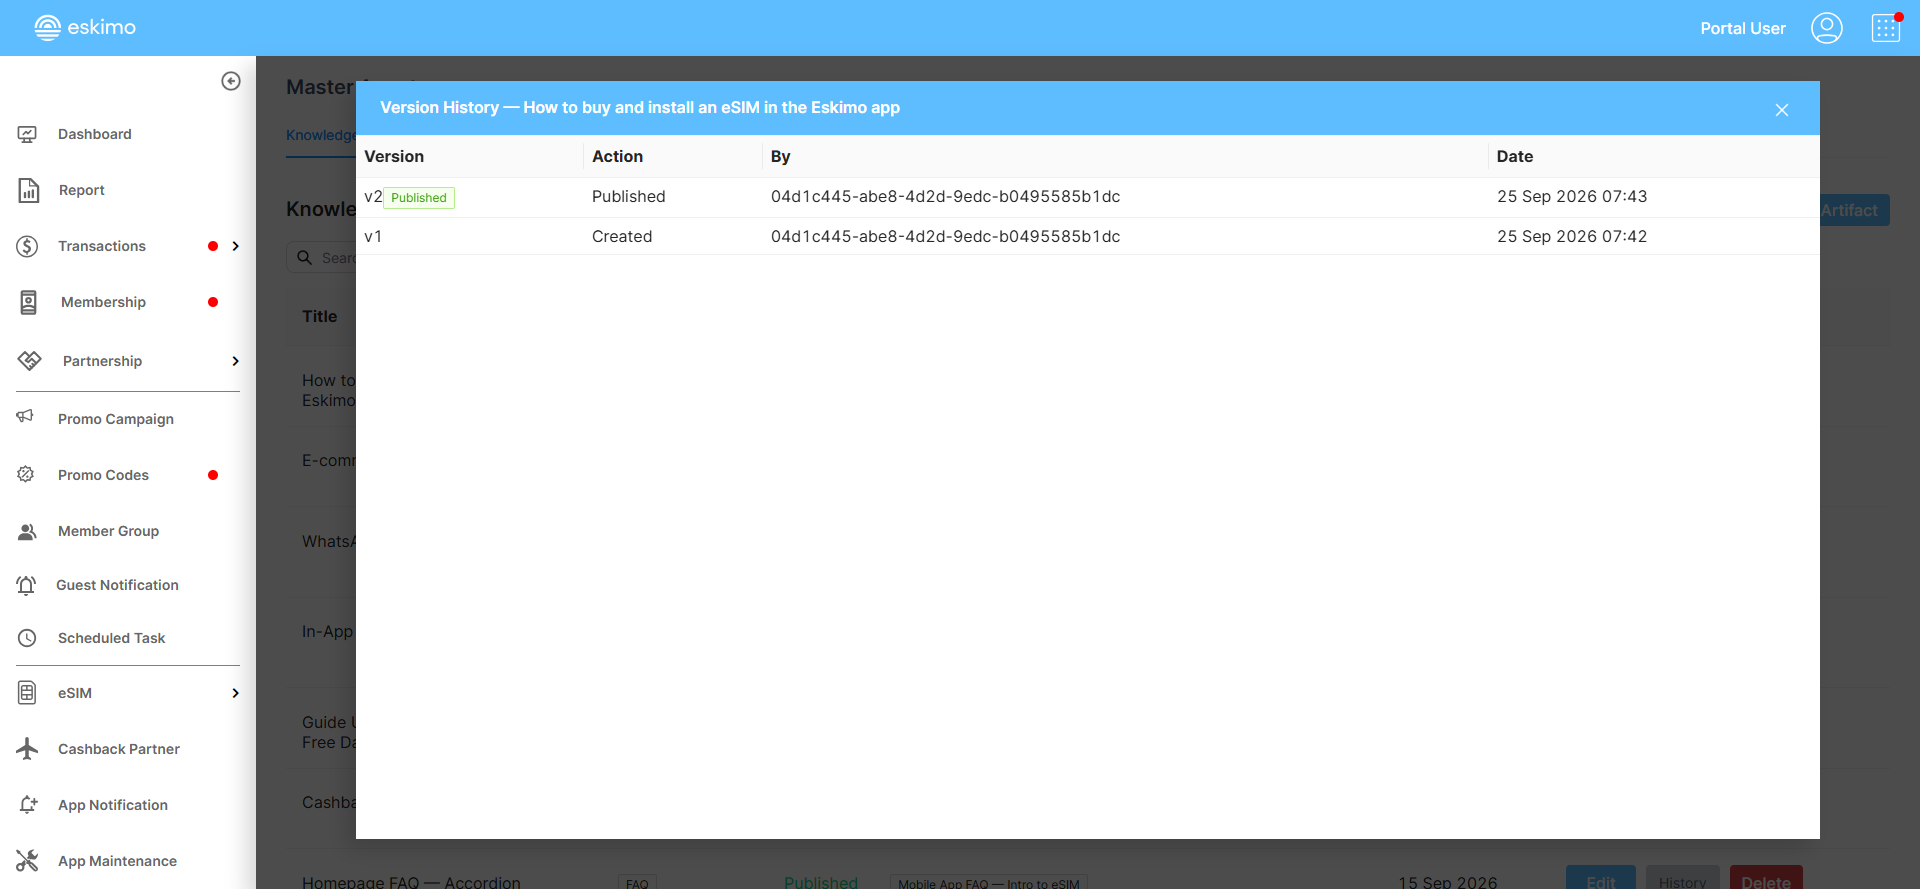 eskimo
Portal User
Dashboard
Report
Transactions
Membership
Partnership
Promo Campaign
Promo Codes
Member Group
Guest Notification
Scheduled Task
eSIM
Cashback Partner
App Notification
App Maintenance
Master
Knowledge
Knowle
Artifact
Sear
Title
How to
Eskimo
E-com
Whats
In-App
Guide
Free Da
Cashba
Homepage FAQ — Accordion FAQ Published Mobile App FAQ — Intro to eSIM 15 Sep 2026 Edit History Delete
Version History — How to buy and install an eSIM in the Eskimo app
Version Action By Date
v2 Published Published 04d1c445-abe8-4d2d-9edc-b0495585b1dc 25 Sep 2026 07:43
v1 Created 04d1c445-abe8-4d2d-9edc-b0495585b1dc 25 Sep 2026 07:42